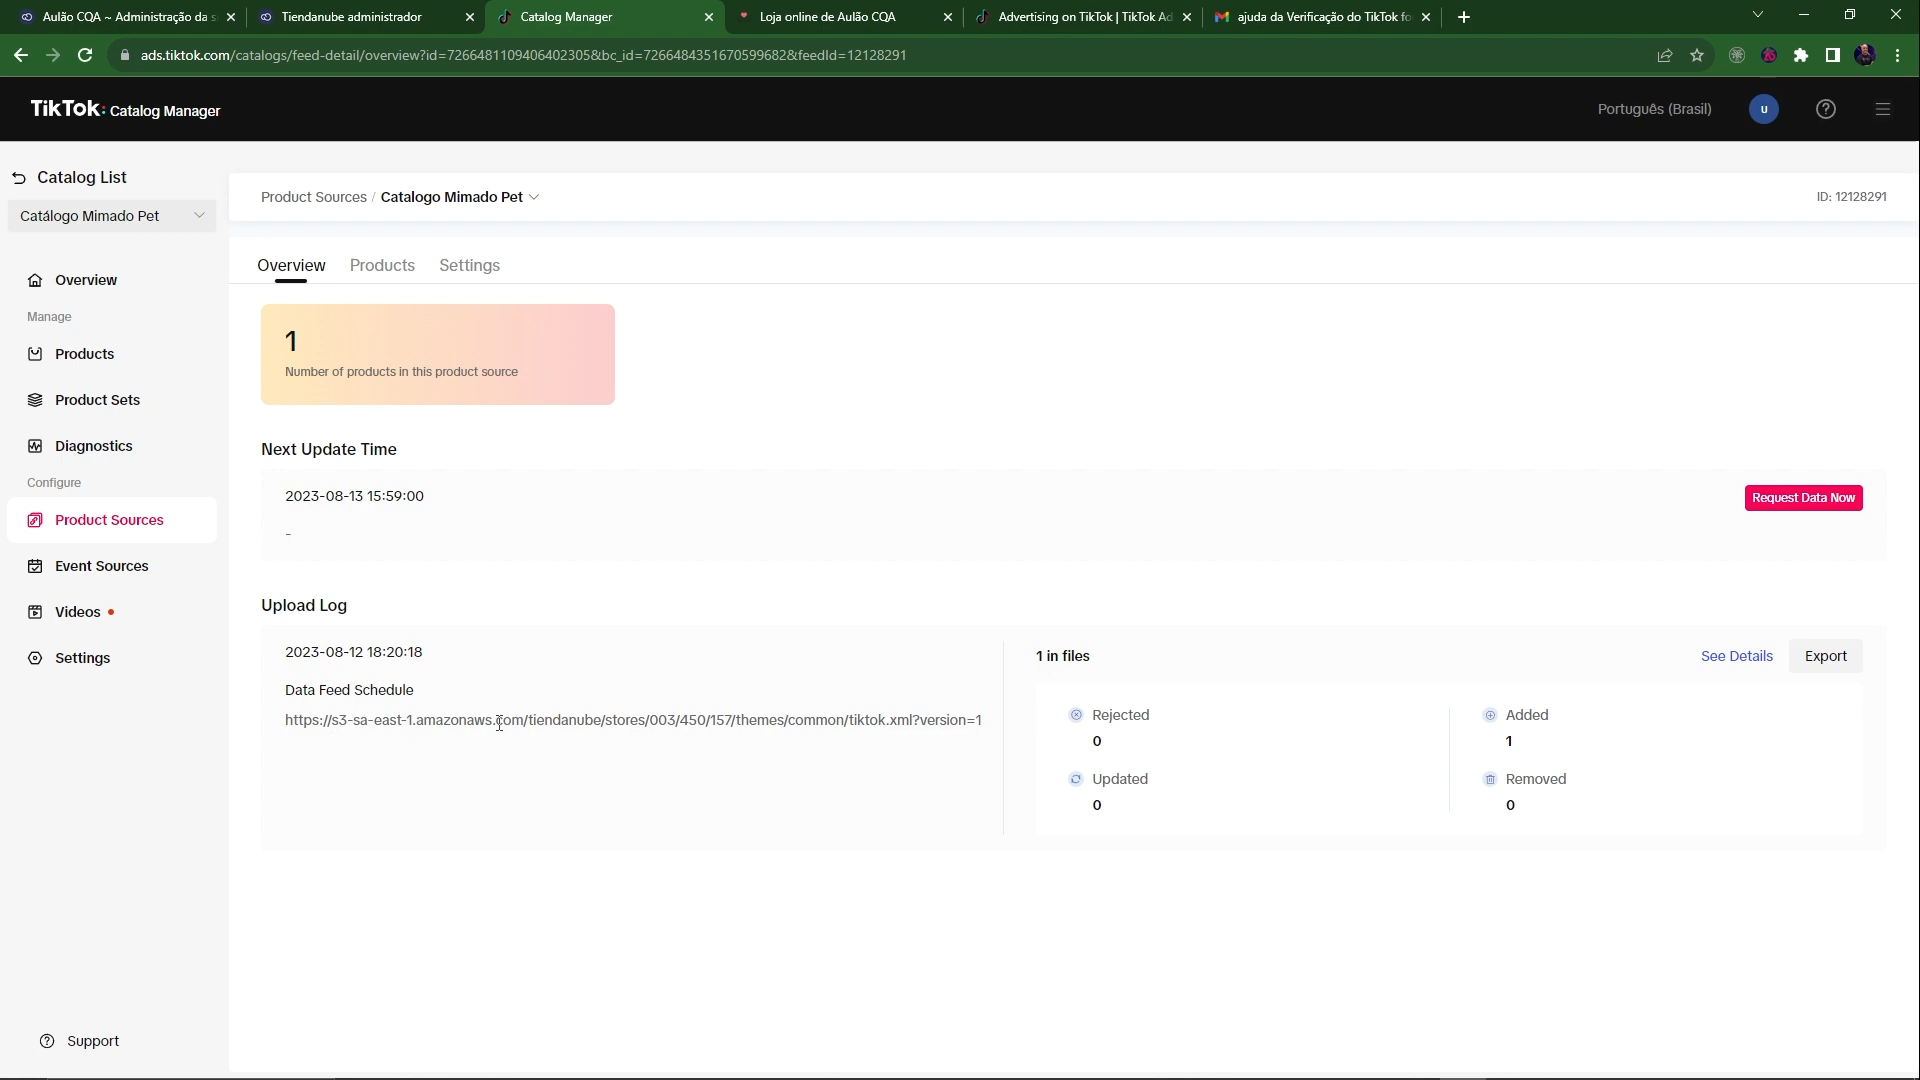 Aulão CQA ~ Administração da s
Tiendanube administrador
Catalog Manager
Loja online de Aulão CQA
Advertising on TikTok | TikTok Ad
ajuda da Verificação do TikTok fo
ads.tiktok.com/catalogs/feed-detail/overview?id=7266481109406402305&bc_id=7266484351670599682&feedId=12128291
TikTok: Catalog Manager
Português (Brasil)
U
Catalog List
Catálogo Mimado Pet
Product Sources / Catalogo Mimado Pet
ID: 12128291
Overview
Products
Settings
Overview
Manage
Products
Product Sets
Diagnostics
Configure
Product Sources
Event Sources
Videos
Settings
Support
1
Number of products in this product source
Next Update Time
2023-08-13 15:59:00
-
Request Data Now
Upload Log
2023-08-12 18:20:18
Data Feed Schedule
https://s3-sa-east-1.amazonaws.com/tiendanube/stores/003/450/157/themes/common/tiktok.xml?version=1
1 in files
See Details
Export
Rejected
0
Added
1
Updated
0
Removed
0